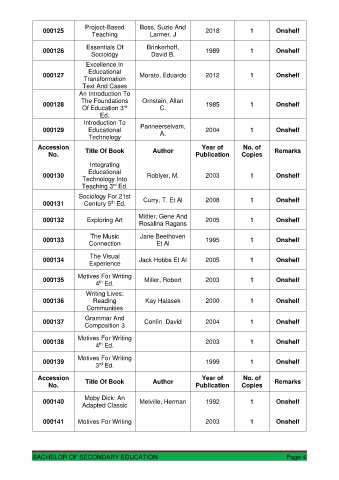 000125 Project-Based Teaching Boss, Suzie And Larmer, J 2018 1 Onshelf
000126 Essentials Of Sociology Brinkerhoff, David B. 1989 1 Onshelf
000127 Excellence In Educational Transformation Text And Cases Morato, Eduardo 2012 1 Onshelf
000128 An Introduction To The Foundations Of Education 3rd Ed. Ornstein, Allan C. 1985 1 Onshelf
000129 Introduction To Educational Technology Panneerselvam, A. 2004 1 Onshelf
Accession No. Title Of Book Author Year of Publication No. of Copies Remarks
000130 Integrating Educational Technology Into Teaching 3rd Ed. Roblyer, M. 2003 1 Onshelf
000131 Sociology For 21st Century 5th Ed. Curry, T. Et Al 2008 1 Onshelf
000132 Exploring Art Mittler, Gene And Rosalina Ragans 2005 1 Onshelf
000133 The Music Connection Jane Beethoven Et Al 1995 1 Onshelf
000134 The Visual Experience Jack Hobbs Et Al 2005 1 Onshelf
000135 Motives For Writing 4th Ed. Miller, Robert 2003 1 Onshelf
000136 Writing Lives: Reading Communities Kay Halasek 2000 1 Onshelf
000137 Grammar And Composition 3 Conlin, David 2004 1 Onshelf
000138 Motives For Writing 4th Ed. 2003 1 Onshelf
000139 Motives For Writing 3rd Ed. 1999 1 Onshelf
Accession No. Title Of Book Author Year of Publication No. of Copies Remarks
000140 Moby Dick: An Adapted Classic Melville, Herman 1992 1 Onshelf
000141 Motives For Writing 2003 1 Onshelf
BACHELOR OF SECONDARY EDUCATION Page 4